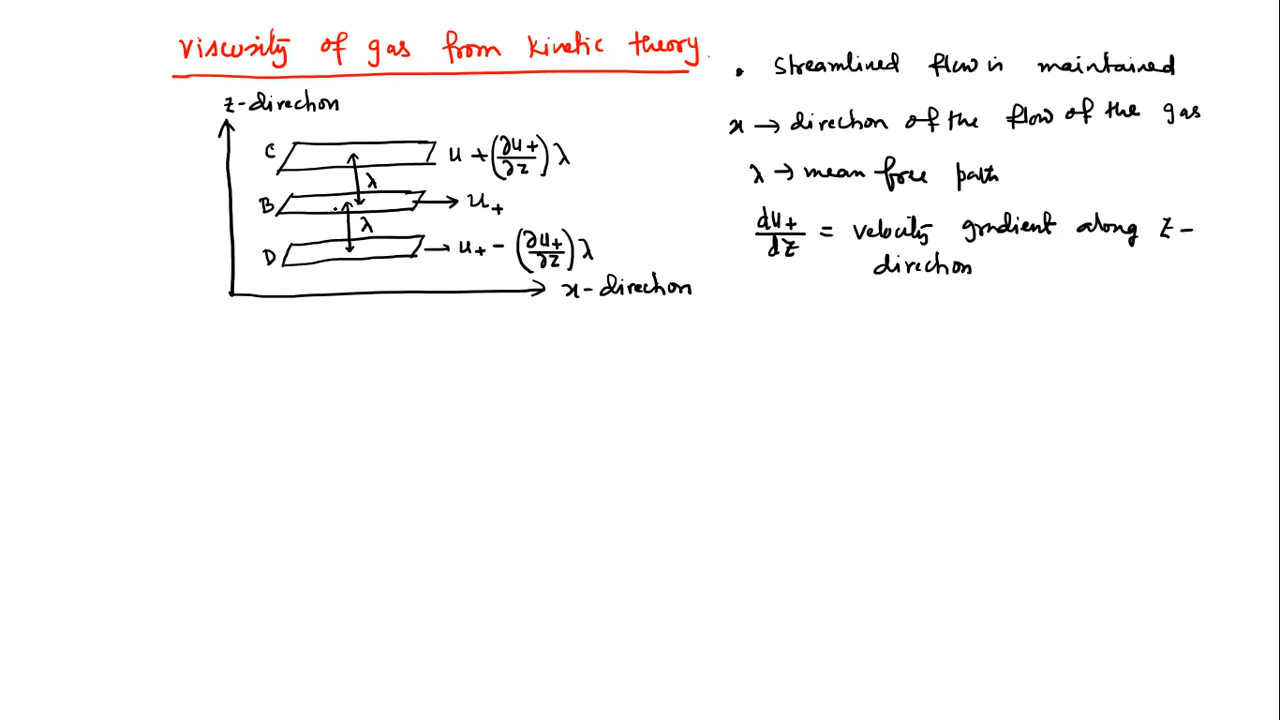 viscosity of gas from kinetic theory
z-direction
C u + (∂u+/∂z) λ
λ
B u+
λ
D u+ - (∂u+/∂z) λ
x-direction
• Streamlined flow is maintained
x → direction of the flow of the gas
λ → mean free path
du+/dz = velocity gradient along z-
direction